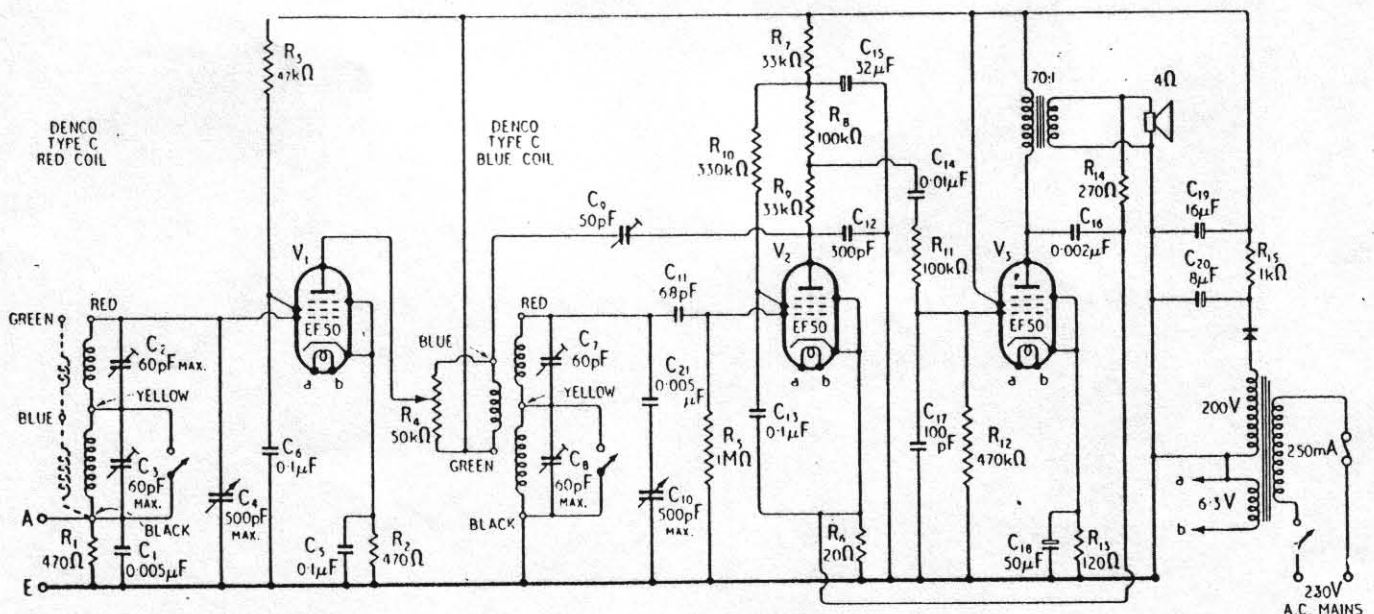 DENCO
TYPE C
RED COIL
R3
47kΩ
V1
EF50
a b
GREEN
RED
C2
60pF MAX.
YELLOW
BLUE
C3
60pF
MAX.
BLACK
A
R1
470Ω
C1
0.005μF
E
C4
500pF
MAX.
C6
0.1μF
C5
0.1μF
R2
470Ω
DENCO
TYPE C
BLUE COIL
C9
50pF
BLUE
R4
50kΩ
GREEN
RED
C7
60pF
YELLOW
C8
60pF
MAX.
BLACK
C11
68pF
C21
0.005
μF
C10
500pF
MAX.
R5
1MΩ
R7
33kΩ
C15
32μF
R8
100kΩ
R10
330kΩ
R9
33kΩ
C12
300pF
V2
EF50
a b
C13
0.1μF
R6
20Ω
C14
0.01μF
R11
100kΩ
C17
100
pF
R12
470kΩ
V3
EF50
a b
C18
50μF
R13
120Ω
70:1
4Ω
R14
270Ω
C16
0.002μF
C19
16μF
C20
8μF
R15
1kΩ
200V
250mA
a
6.3V
b
230V
A.C. MAINS